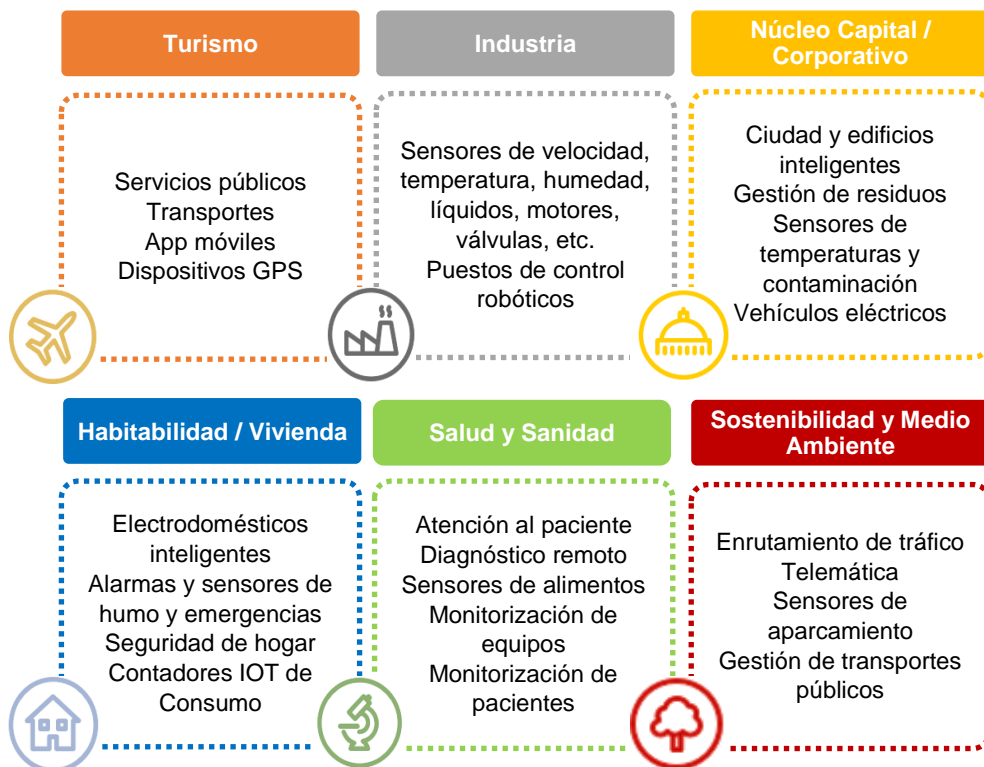 Turismo
Servicios públicos
Transportes
App móviles
Dispositivos GPS
Industria
Sensores de velocidad,
temperatura, humedad,
líquidos, motores,
válvulas, etc.
Puestos de control
robóticos
Núcleo Capital /
Corporativo
Ciudad y edificios
inteligentes
Gestión de residuos
Sensores de
temperaturas y
contaminación
Vehículos eléctricos
Habitabilidad / Vivienda
Electrodomésticos
inteligentes
Alarmas y sensores de
humo y emergencias
Seguridad de hogar
Contadores IOT de
Consumo
Salud y Sanidad
Atención al paciente
Diagnóstico remoto
Sensores de alimentos
Monitorización de
equipos
Monitorización de
pacientes
Sostenibilidad y Medio
Ambiente
Enrutamiento de tráfico
Telemática
Sensores de
aparcamiento
Gestión de transportes
públicos